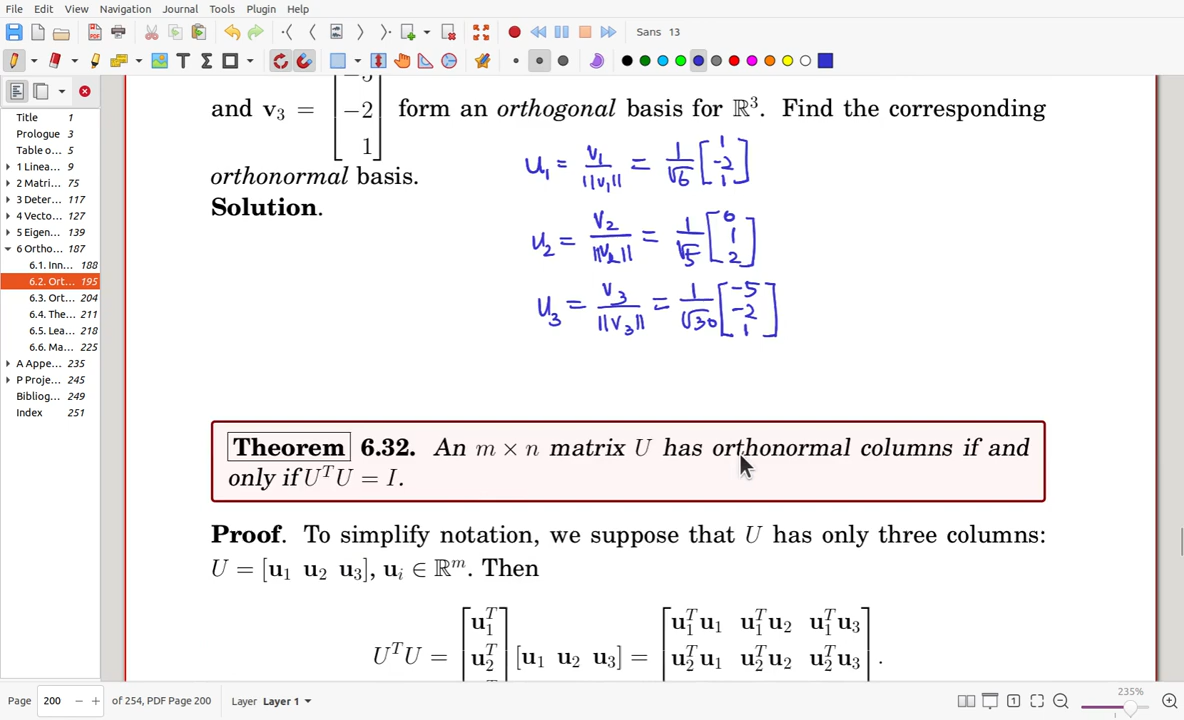 File Edit View Navigation Journal Tools Plugin Help
Sans 13
Title 1
Prologue 3
Table o... 5
1 Linea... 9
2 Matri... 83
3 Deter... 117
4 Vecto... 127
5 Eigen... 139
6 Ortho... 187
6.1. Inn... 188
6.2. Ort... 195
6.3. Ort... 204
6.4. The... 211
6.5. Lea... 218
6.6. Ma... 225
A Appe... 235
P Proje... 245
Bibliog... 249
Index 251
and v₃ = [−5 −2 1] form an orthogonal basis for ℝ³. Find the corresponding
orthonormal basis.
Solution.
u₁ = v₁/||v₁|| = 1/√6 [1 -2 1]
u₂ = v₂/||v₂|| = 1/√5 [0 1 2]
u₃ = v₃/||v₃|| = 1/√30 [-5 -2 1]
Theorem 6.32. An m × n matrix U has orthonormal columns if and
only if UᵀU = I.
Proof. To simplify notation, we suppose that U has only three columns:
U = [u₁ u₂ u₃], uᵢ ∈ ℝᵐ. Then
UᵀU = [u₁ᵀ u₂ᵀ [u₁ u₂ u₃] = [u₁ᵀu₁ u₁ᵀu₂ u₁ᵀu₃
u₂ᵀu₁ u₂ᵀu₂ u₂ᵀu₃ .
Page 200 of 254, PDF Page 200 Layer Layer 1
235%